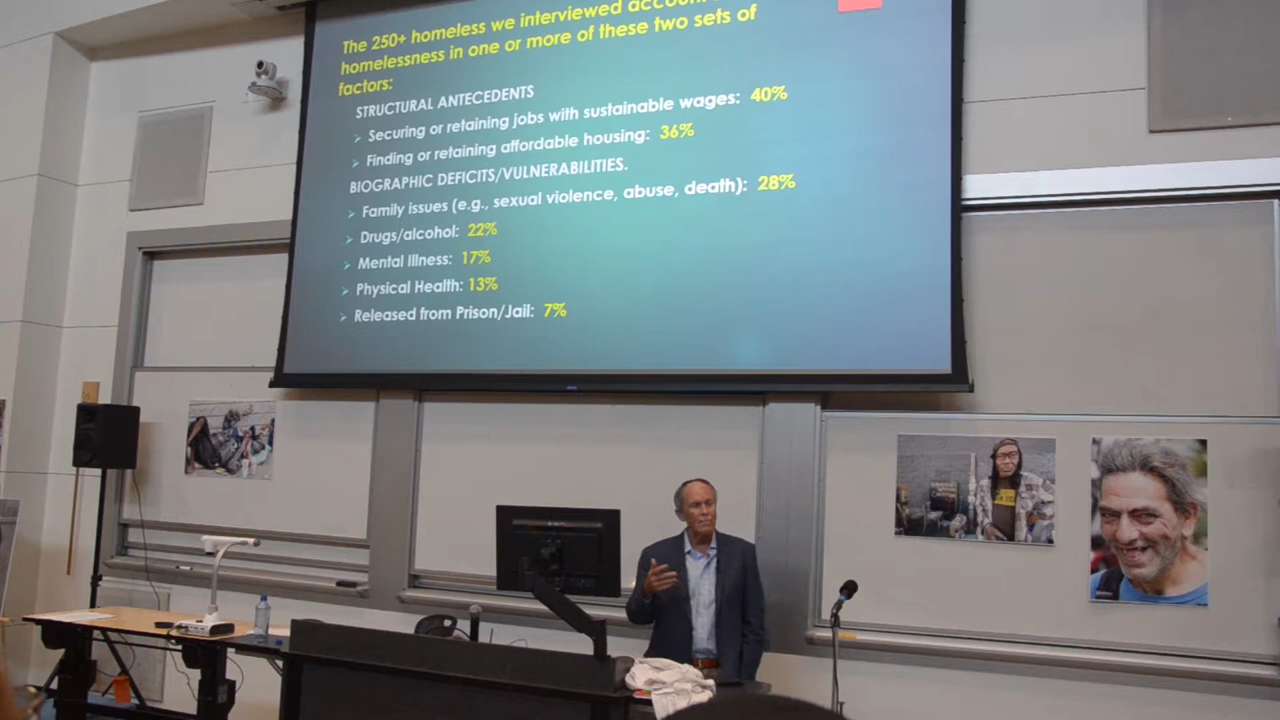 The 250+ homeless we interviewed
homelessness in one or more of these two sets of
factors:
STRUCTURAL ANTECEDENTS
➢ Securing or retaining jobs with sustainable wages: 40%
➢ Finding or retaining affordable housing: 36%
BIOGRAPHIC DEFICITS/VULNERABILITIES.
➢ Family issues (e.g., sexual violence, abuse, death): 28%
➢ Drugs/alcohol: 22%
➢ Mental Illness: 17%
➢ Physical Health: 13%
➢ Released from Prison/Jail: 7%